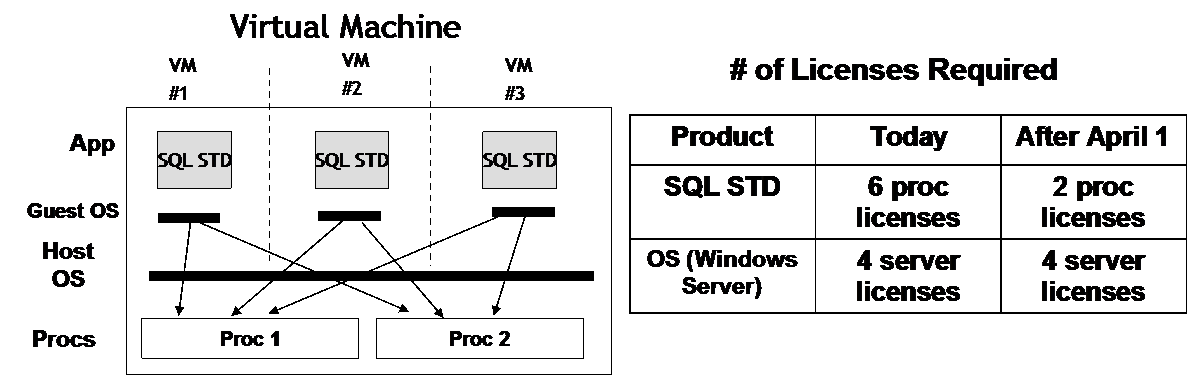 Virtual Machine
VM
#1
VM
#2
VM
#3
App
SQL STD
SQL STD
SQL STD
Guest OS
Host
OS
Procs
Proc 1
Proc 2
# of Licenses Required
Product
Today
After April 1
SQL STD
6 proc
licenses
2 proc
licenses
OS (Windows
Server)
4 server
licenses
4 server
licenses